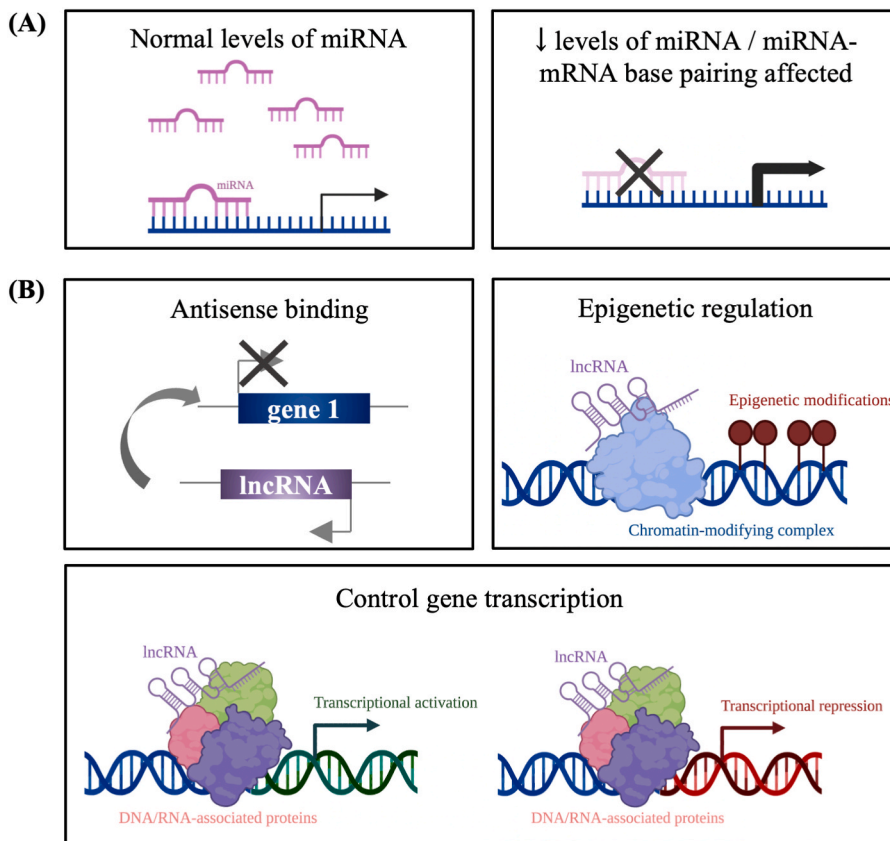 (A)
Normal levels of miRNA
miRNA
↓ levels of miRNA / miRNA-
mRNA base pairing affected
(B)
Antisense binding
gene 1
lncRNA
Epigenetic regulation
lncRNA
Epigenetic modifications
Chromatin-modifying complex
Control gene transcription
lncRNA
Transcriptional activation
DNA/RNA-associated proteins
lncRNA
Transcriptional repression
DNA/RNA-associated proteins